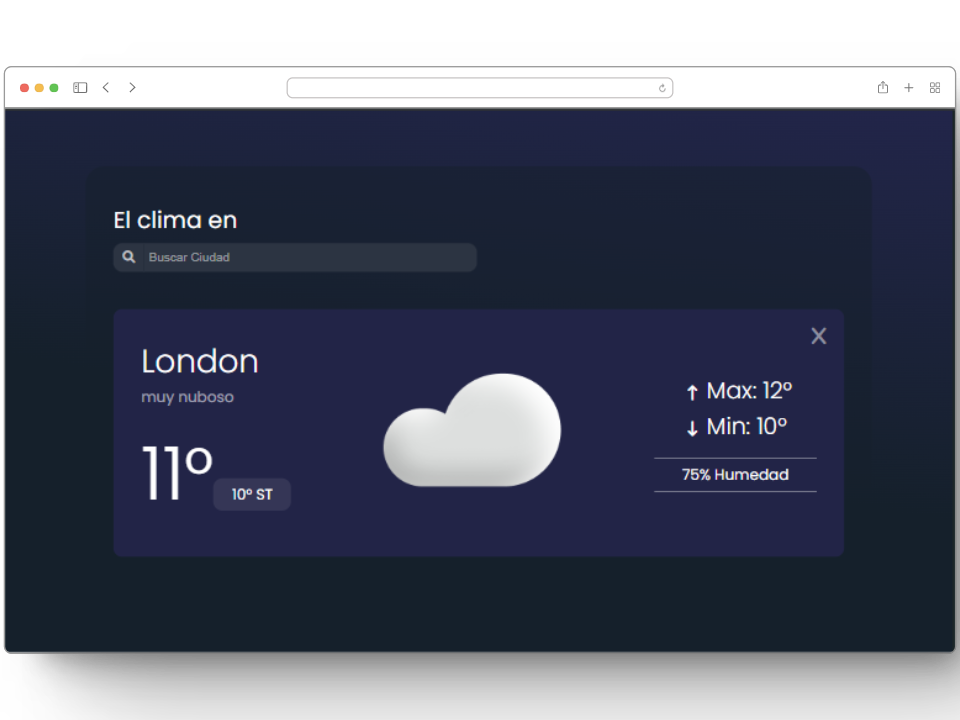 El clima en
Buscar Ciudad
X
London
muy nuboso
11º
10º ST
↑ Max: 12º
↓ Min: 10º
75% Humedad